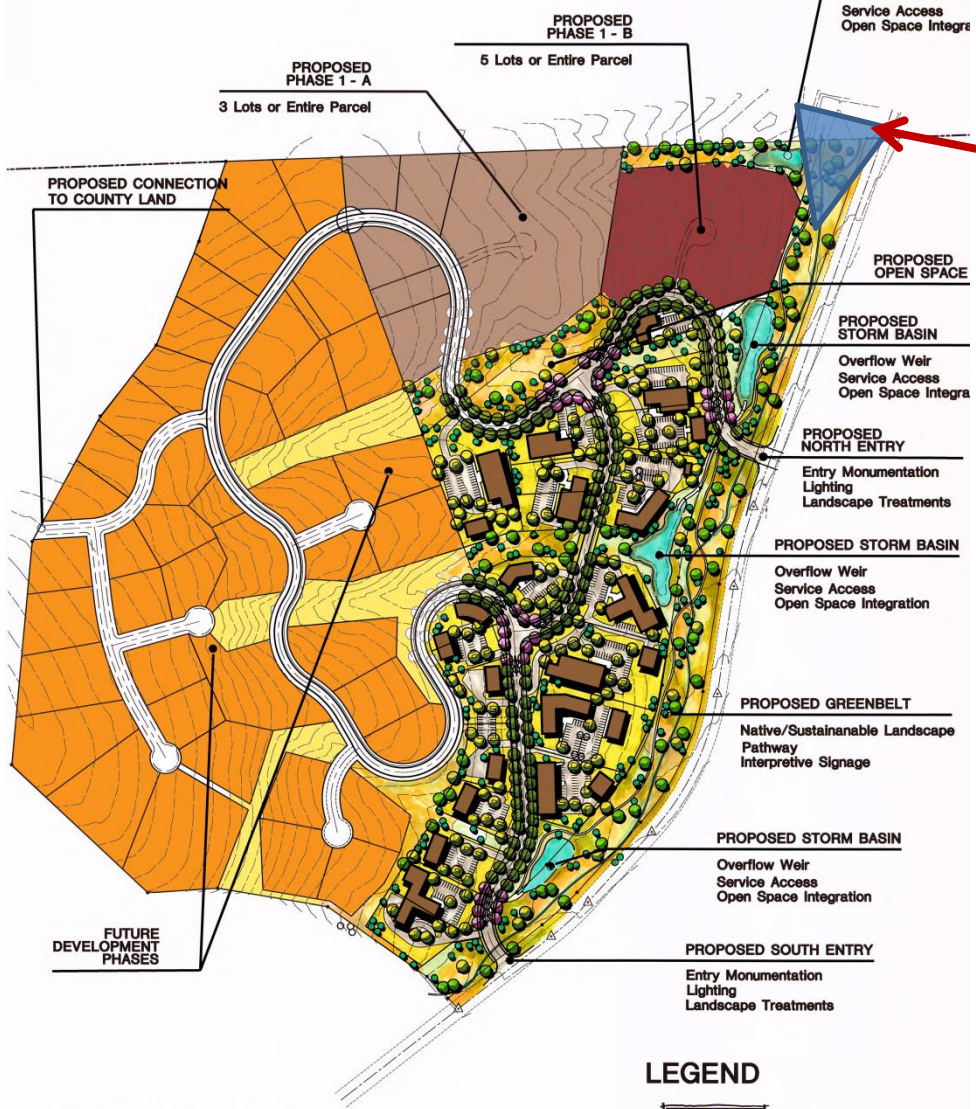 Service Access
Open Space Integra
PROPOSED
PHASE 1 - B
5 Lots or Entire Parcel
PROPOSED
PHASE 1 - A
3 Lots or Entire Parcel
PROPOSED CONNECTION
TO COUNTY LAND
PROPOSED
OPEN SPACE
PROPOSED
STORM BASIN
Overflow Weir
Service Access
Open Space Integra
PROPOSED
NORTH ENTRY
Entry Monumentation
Lighting
Landscape Treatments
PROPOSED STORM BASIN
Overflow Weir
Service Access
Open Space Integration
PROPOSED GREENBELT
Native/Sustainanable Landscape
Pathway
Interpretive Signage
PROPOSED STORM BASIN
Overflow Weir
Service Access
Open Space Integration
FUTURE
DEVELOPMENT
PHASES
PROPOSED SOUTH ENTRY
Entry Monumentation
Lighting
Landscape Treatments
LEGEND